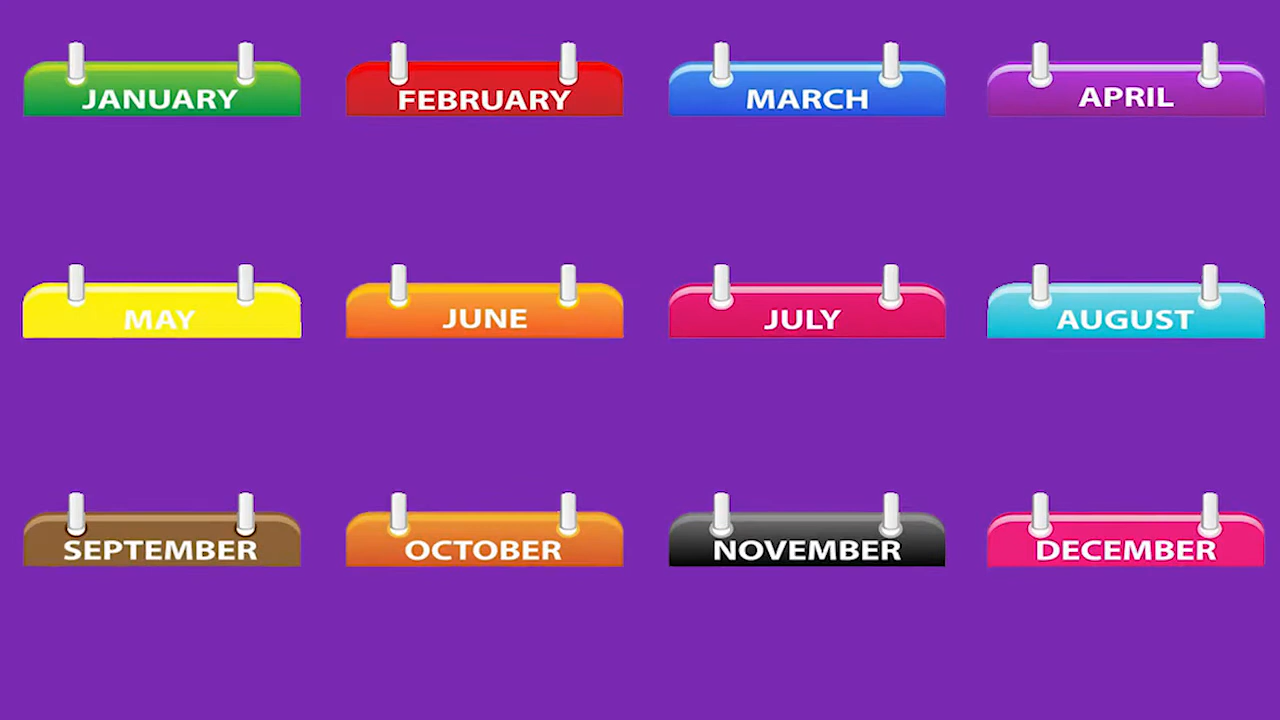 JANUARY
FEBRUARY
MARCH
APRIL
MAY
JUNE
JULY
AUGUST
SEPTEMBER
OCTOBER
NOVEMBER
DECEMBER